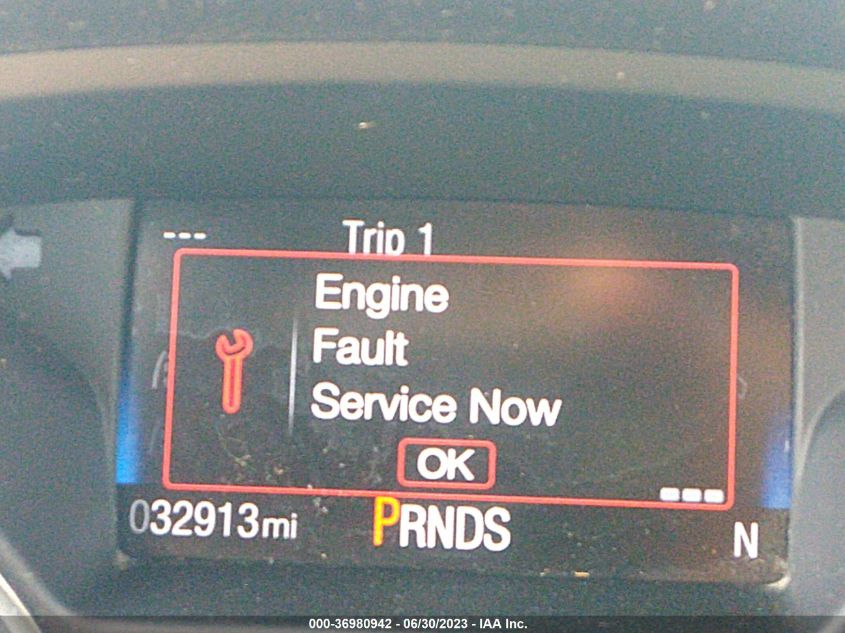 --- Trip 1
Engine
Fault
Service Now
OK
---
032913mi PRNDS N
000-36980942 - 06/30/2023 - IAA Inc.